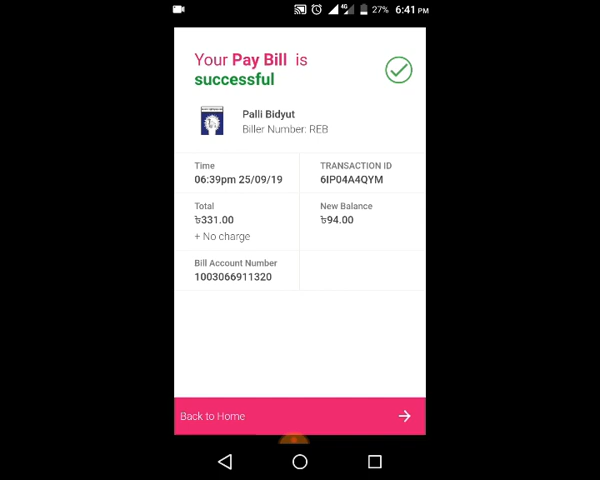 4G 27% 6:41 PM
Your Pay Bill is
successful
Palli Bidyut
Biller Number: REB
Time
06:39pm 25/09/19
TRANSACTION ID
6IP04A4QYM
Total
৳331.00
+ No charge
New Balance
৳94.00
Bill Account Number
1003066911320
Back to Home